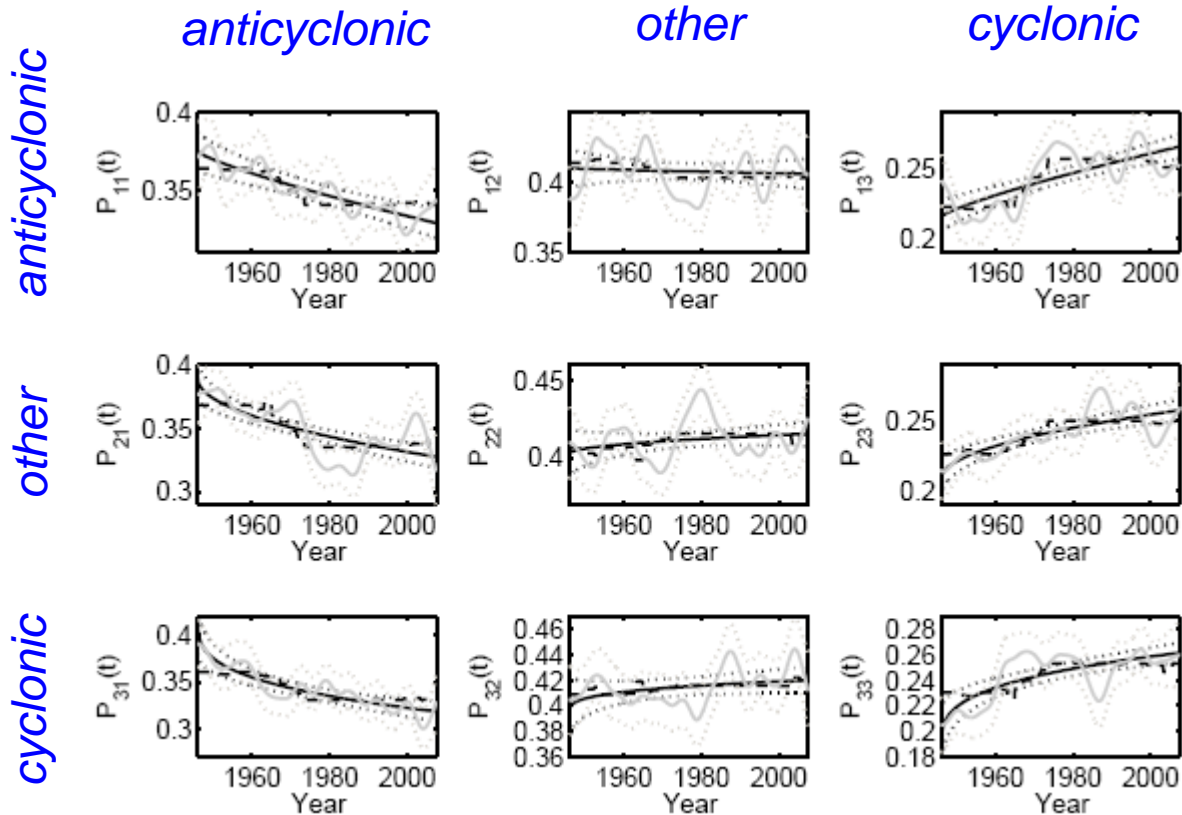 anticyclonic other cyclonic
anticyclonic
0.4
0.35
P11(t)
1960 1980 2000
Year
0.4
0.35
P12(t)
1960 1980 2000
Year
0.25
0.2
P13(t)
1960 1980 2000
Year
other
0.4
0.35
0.3
P21(t)
1960 1980 2000
Year
0.45
0.4
P22(t)
1960 1980 2000
Year
0.25
0.2
P23(t)
1960 1980 2000
Year
cyclonic
0.4
0.35
0.3
P31(t)
1960 1980 2000
Year
0.46
0.44
0.42
0.4
0.38
0.36
P32(t)
1960 1980 2000
Year
0.28
0.26
0.24
0.22
0.2
0.18
P33(t)
1960 1980 2000
Year